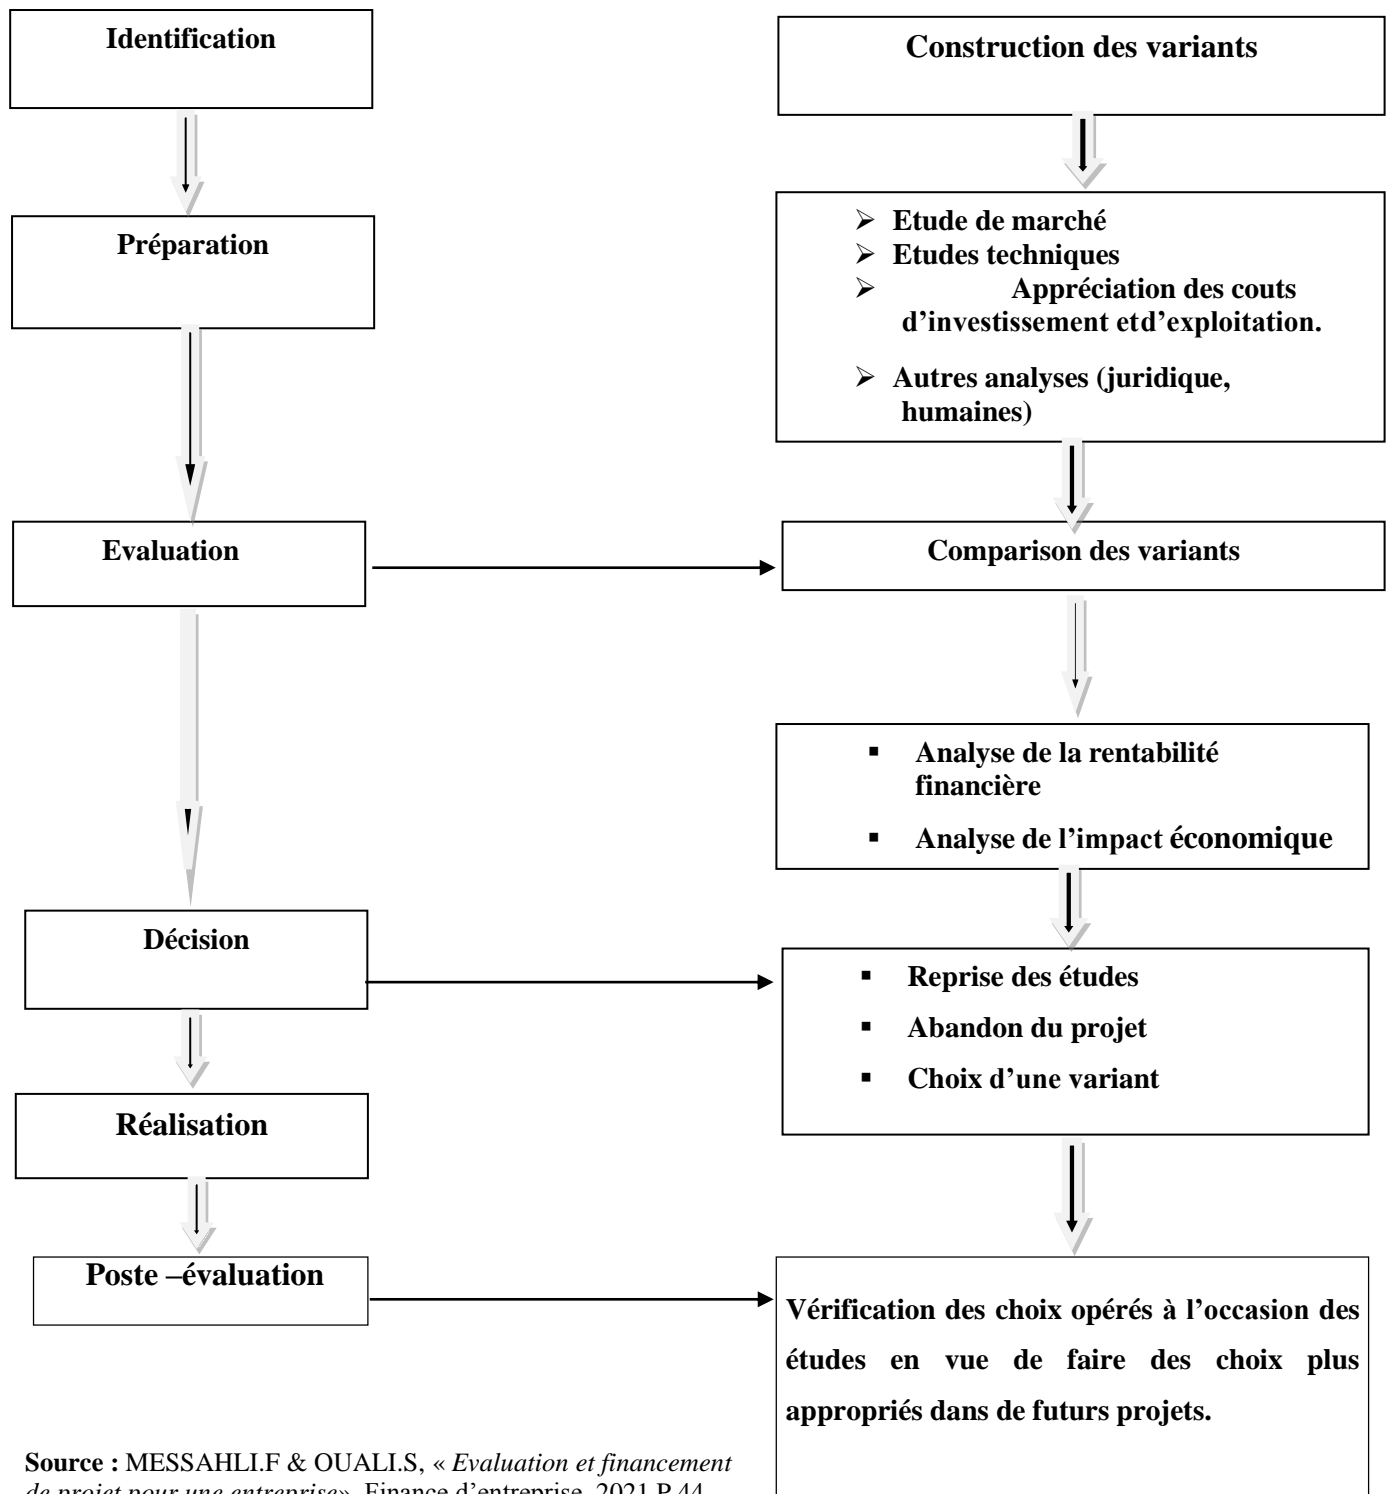 Identification
Construction des variants
Préparation
➢ Etude de marché
➢ Etudes techniques
➢ Appréciation des couts
d’investissement etd’exploitation.
➢ Autres analyses (juridique,
humaines)
Evaluation
Comparison des variants
▪ Analyse de la rentabilité
financière
▪ Analyse de l’impact économique
Décision
▪ Reprise des études
▪ Abandon du projet
▪ Choix d’une variant
Réalisation
Poste –évaluation
Vérification des choix opérés à l’occasion des
études en vue de faire des choix plus
appropriés dans de futurs projets.
Source : MESSAHLI.F & OUALI.S, « Evaluation et financement
de projet pour une entreprise», Finance d’entreprise, 2021,P 44